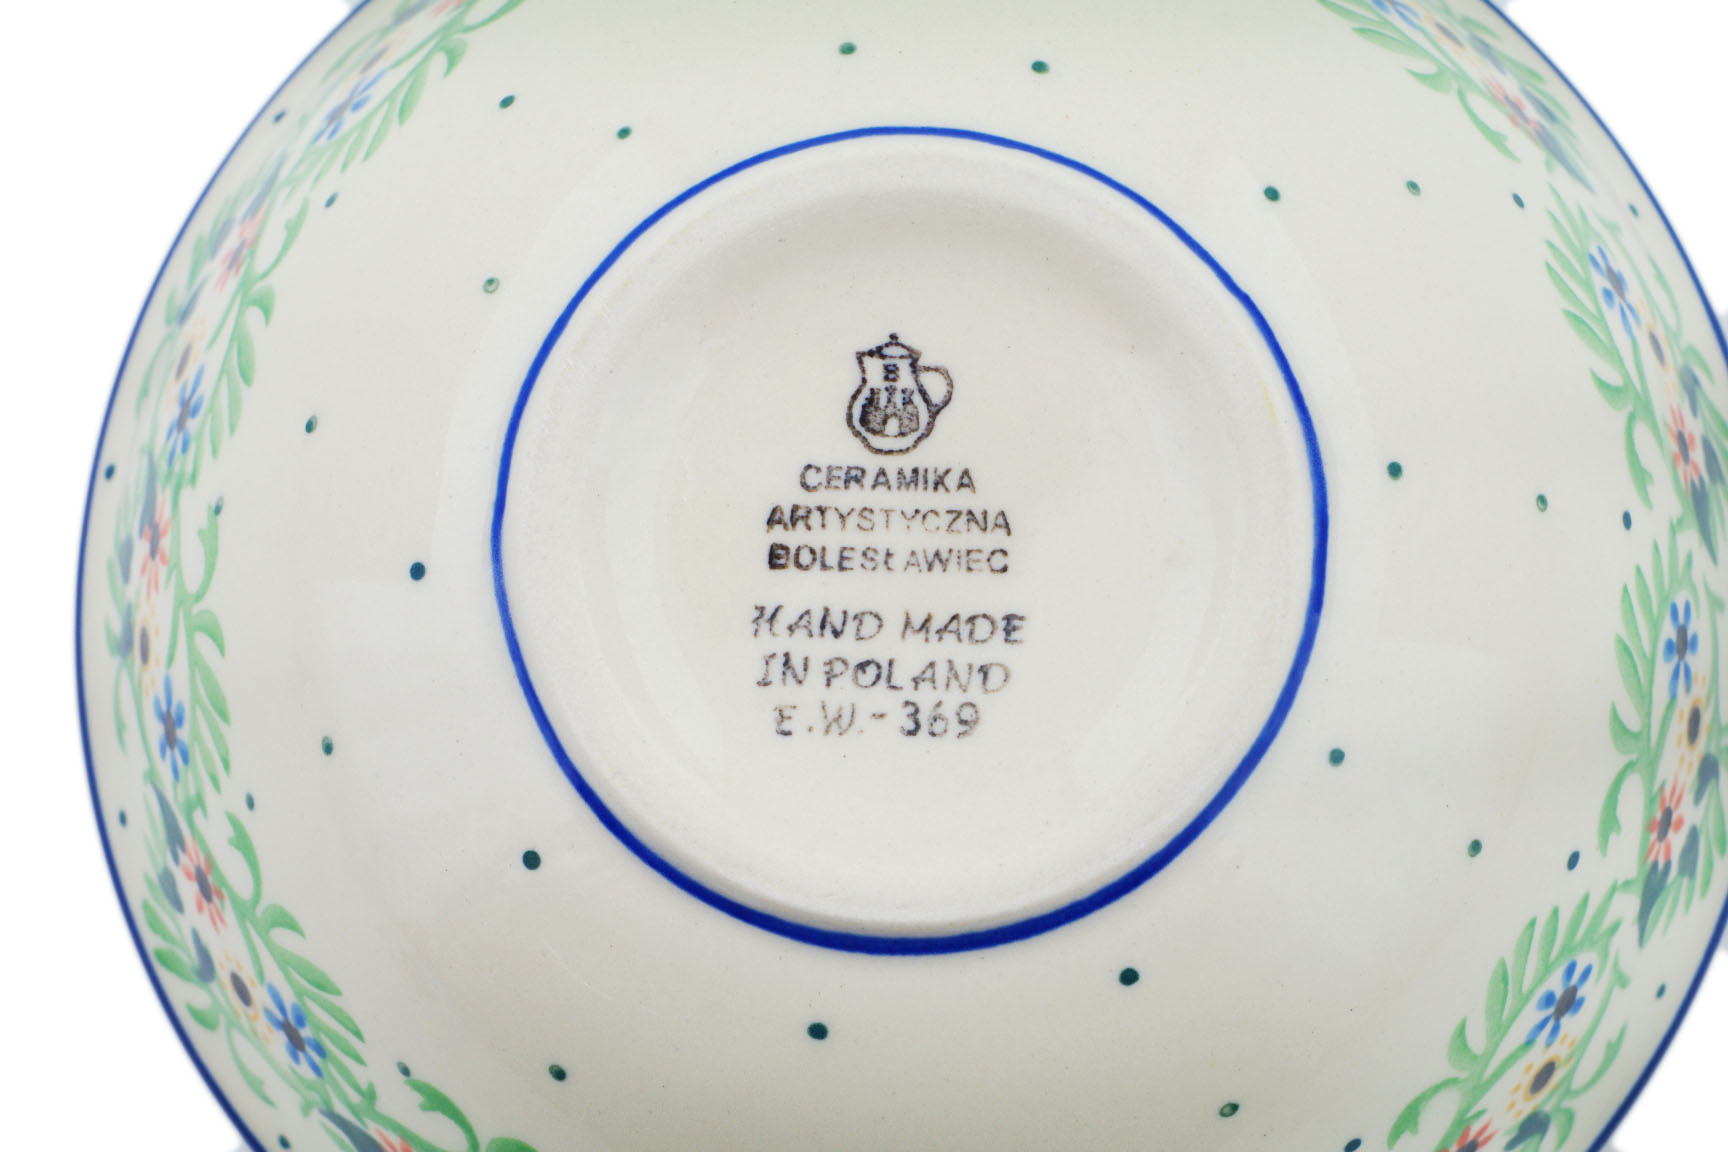 B
CERAMIKA
ARTYSTYCZNA
BOLESŁAWIEC
HAND MADE
IN POLAND
E.W.-369